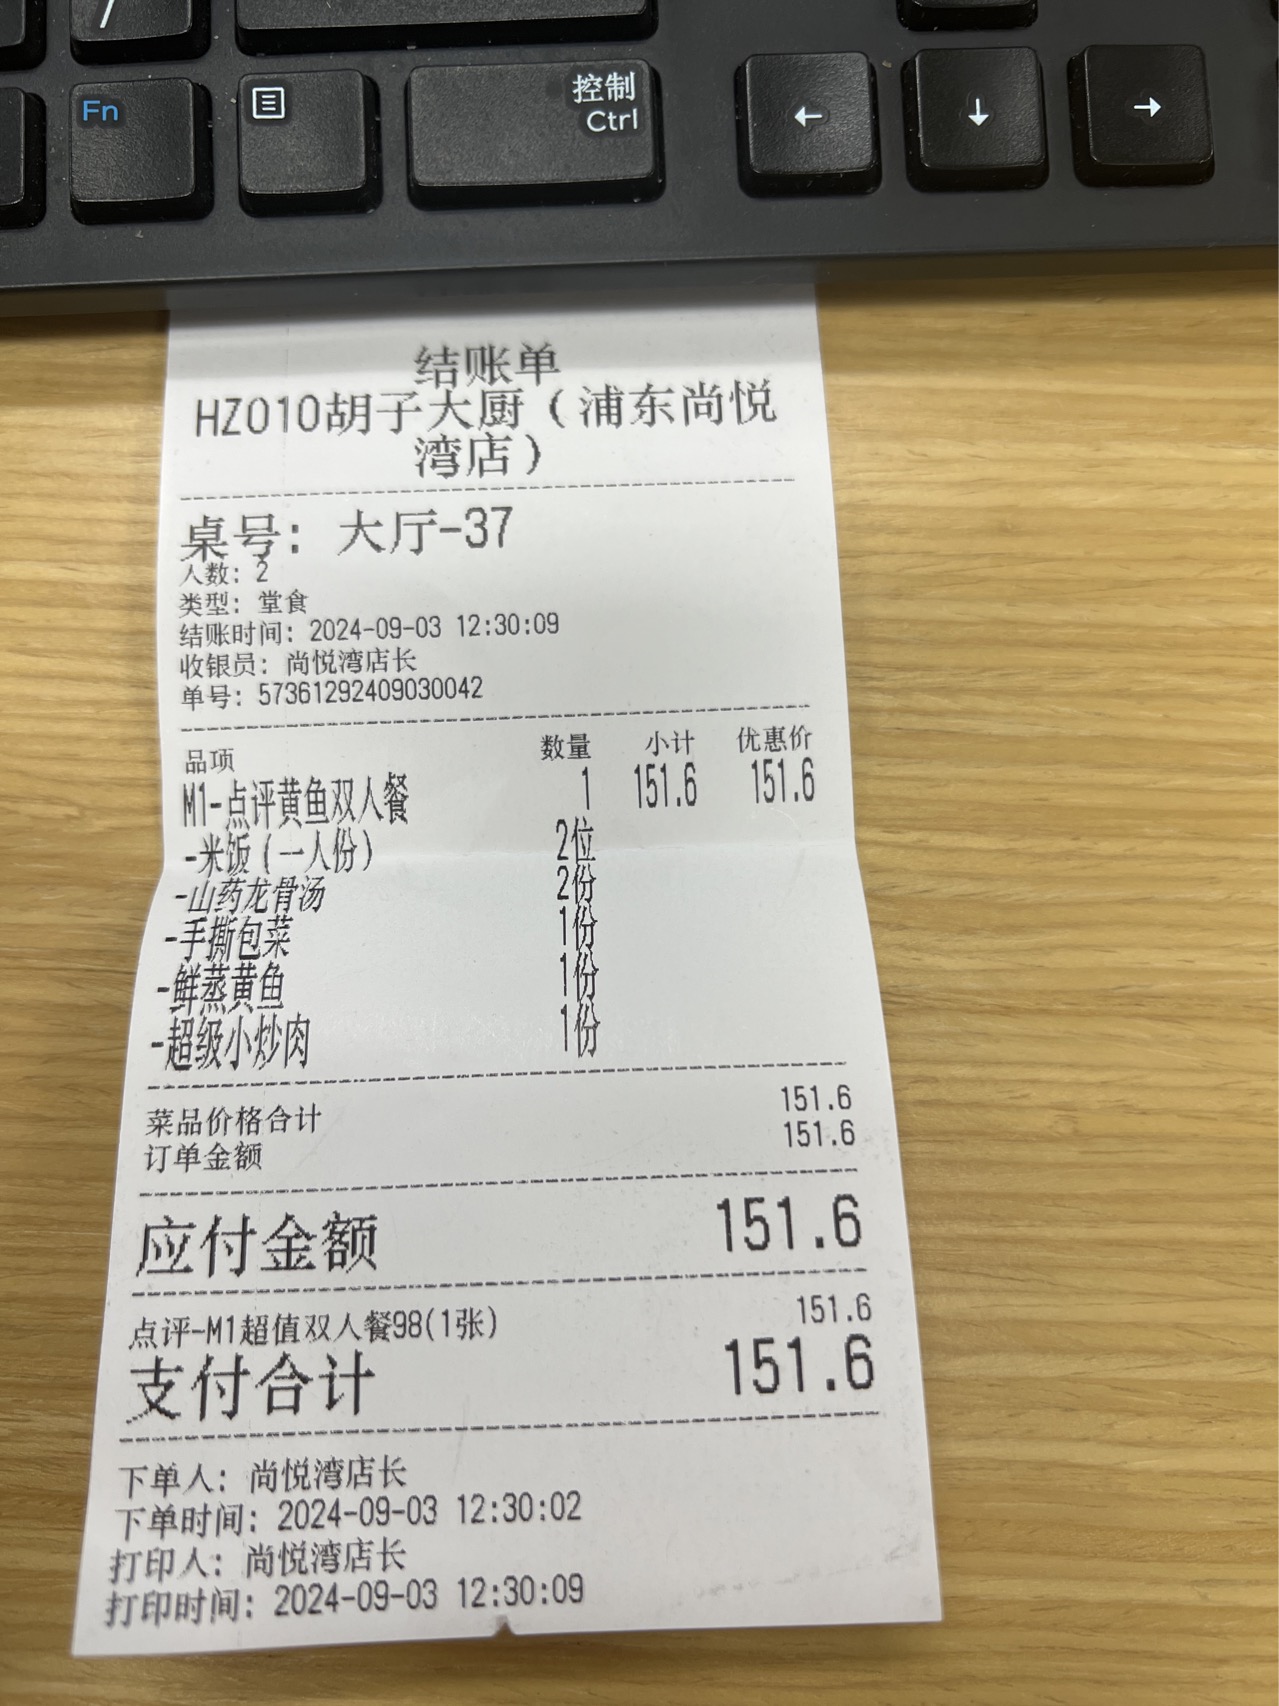 /
Fn
控制
Ctrl
← ↓ →
结账单
HZ010胡子大厨（浦东尚悦
湾店）
桌号：大厅-37
人数：2
类型：堂食
结账时间：2024-09-03 12:30:09
收银员：尚悦湾店长
单号：57361292409030042
品项 数量 小计 优惠价
M1-点评黄鱼双人餐 1 151.6 151.6
-米饭（一人份） 2位
-山药龙骨汤 2份
-手撕包菜 1份
-鲜蒸黄鱼 1份
-超级小炒肉 1份
菜品价格合计 151.6
订单金额 151.6
应付金额 151.6
点评-M1超值双人餐98(1张) 151.6
支付合计 151.6
下单人：尚悦湾店长
下单时间：2024-09-03 12:30:02
打印人：尚悦湾店长
打印时间：2024-09-03 12:30:09